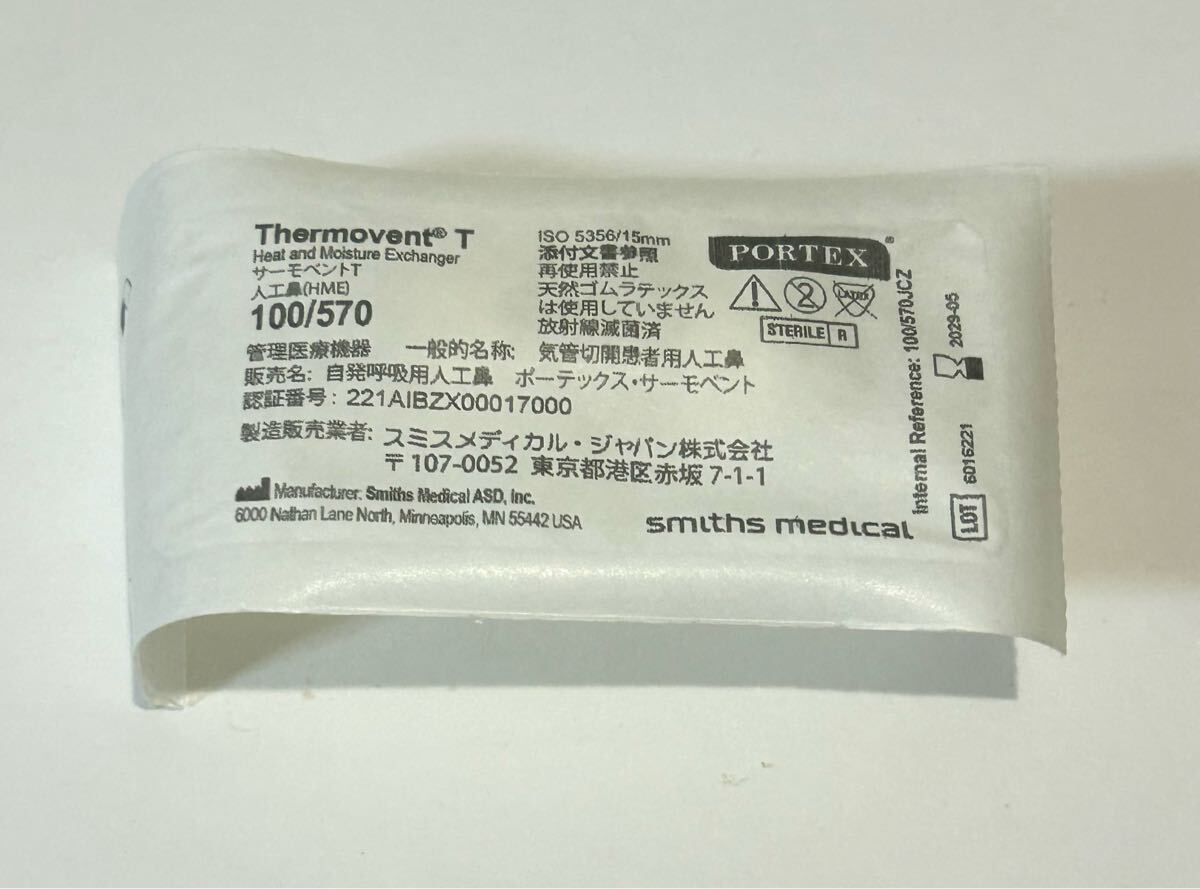 Thermovent® T
Heat and Moisture Exchanger
サーモベントT
人工鼻(HME)
100/570
ISO 5356/15mm
添付文書参照
再使用禁止
天然ゴムラテックス
は使用していません
放射線滅菌済
PORTEX®
2
LATEX
STERILE R
管理医療機器 一般的名称: 気管切開患者用人工鼻
販売名: 自発呼吸用人工鼻 ポーテックス・サーモベント
認証番号: 221AIBZX00017000
製造販売業者: スミスメディカル・ジャパン株式会社
〒107-0052 東京都港区赤坂 7-1-1
Manufacturer: Smiths Medical ASD, Inc.
6000 Nathan Lane North, Minneapolis, MN 55442 USA
smiths medical
Internal Reference: 100/570JCZ
2029-05
LOT 6016221